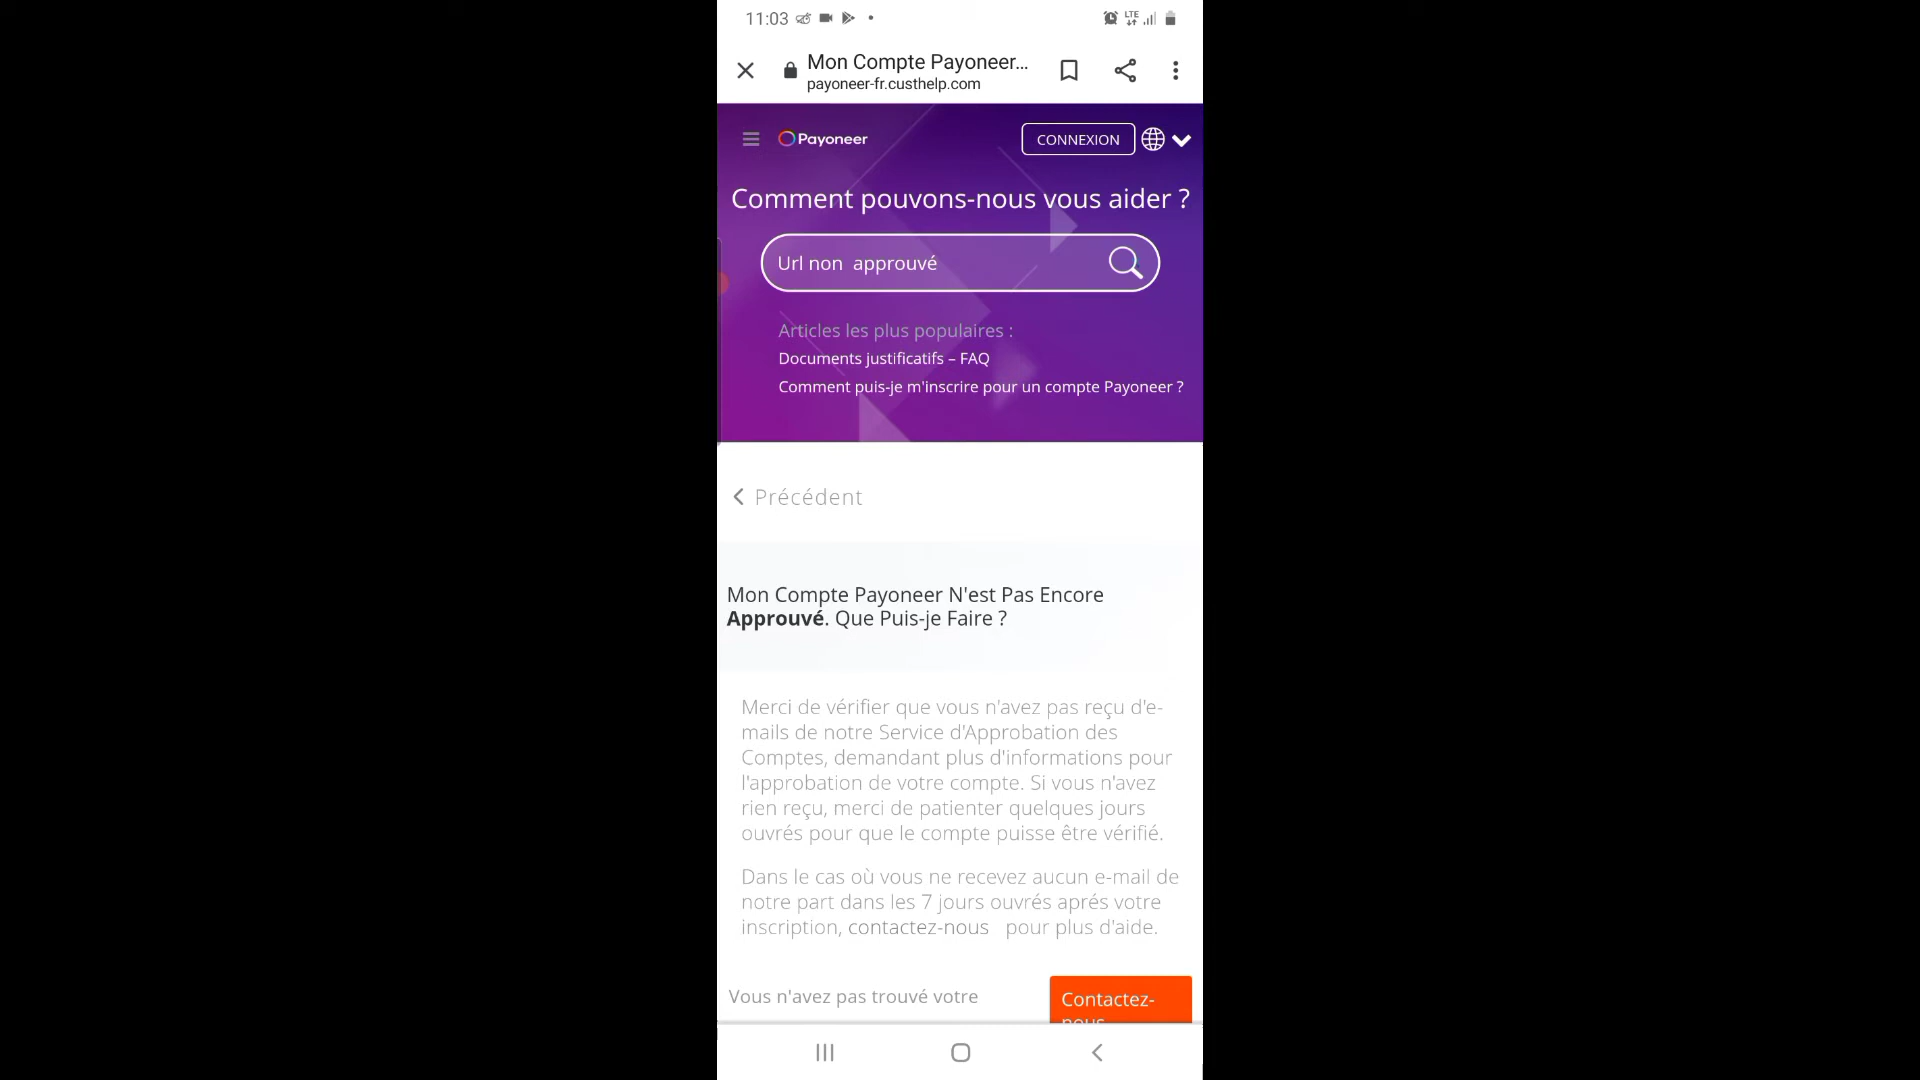 11:03
LTE
Mon Compte Payoneer...
payoneer-fr.custhelp.com
Payoneer
CONNEXION
Comment pouvons-nous vous aider ?
Url non  approuvé
Articles les plus populaires :
Documents justificatifs – FAQ
Comment puis-je m'inscrire pour un compte Payoneer ?
Précédent
Mon Compte Payoneer N'est Pas Encore
Approuvé. Que Puis-je Faire ?
Merci de vérifier que vous n'avez pas reçu d'e-
mails de notre Service d'Approbation des
Comptes, demandant plus d'informations pour
l'approbation de votre compte. Si vous n'avez
rien reçu, merci de patienter quelques jours
ouvrés pour que le compte puisse être vérifié.
Dans le cas où vous ne recevez aucun e-mail de
notre part dans les 7 jours ouvrés aprés votre
inscription, contactez-nous   pour plus d'aide.
Vous n'avez pas trouvé votre
Contactez-
nous